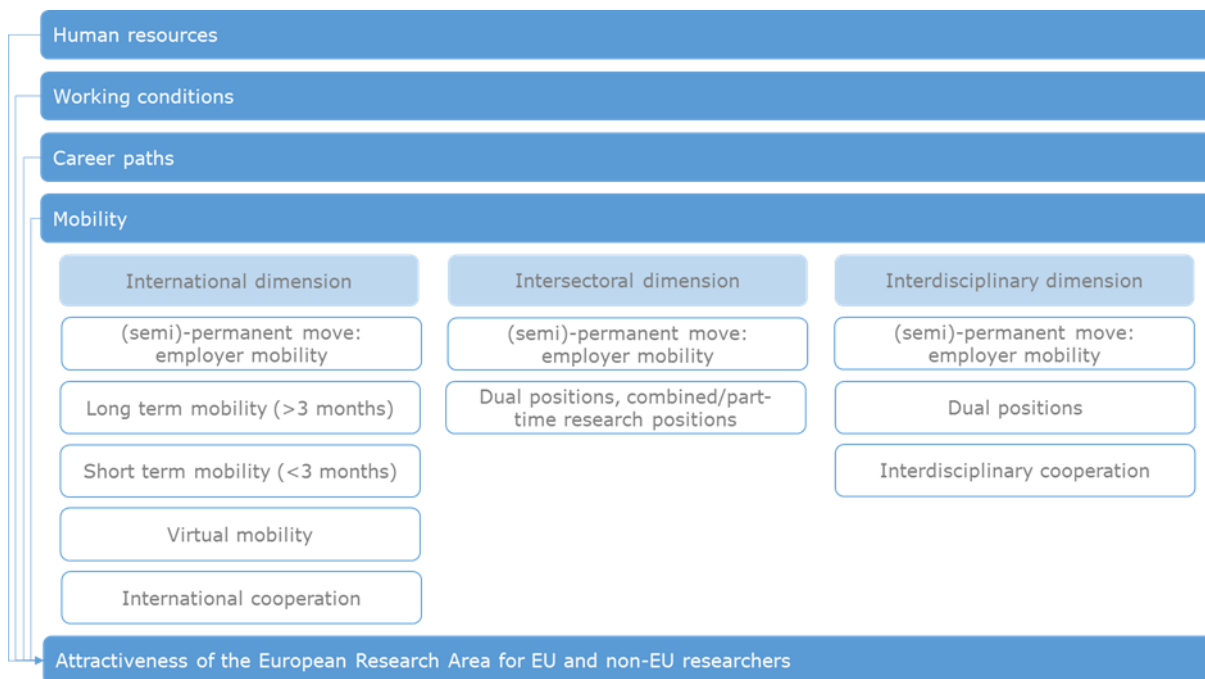 Human resources
Working conditions
Career paths
Mobility
International dimension
(semi)-permanent move:
employer mobility
Long term mobility (>3 months)
Short term mobility (<3 months)
Virtual mobility
International cooperation
Intersectoral dimension
(semi)-permanent move:
employer mobility
Dual positions, combined/part-
time research positions
Interdisciplinary dimension
(semi)-permanent move:
employer mobility
Dual positions
Interdisciplinary cooperation
Attractiveness of the European Research Area for EU and non-EU researchers